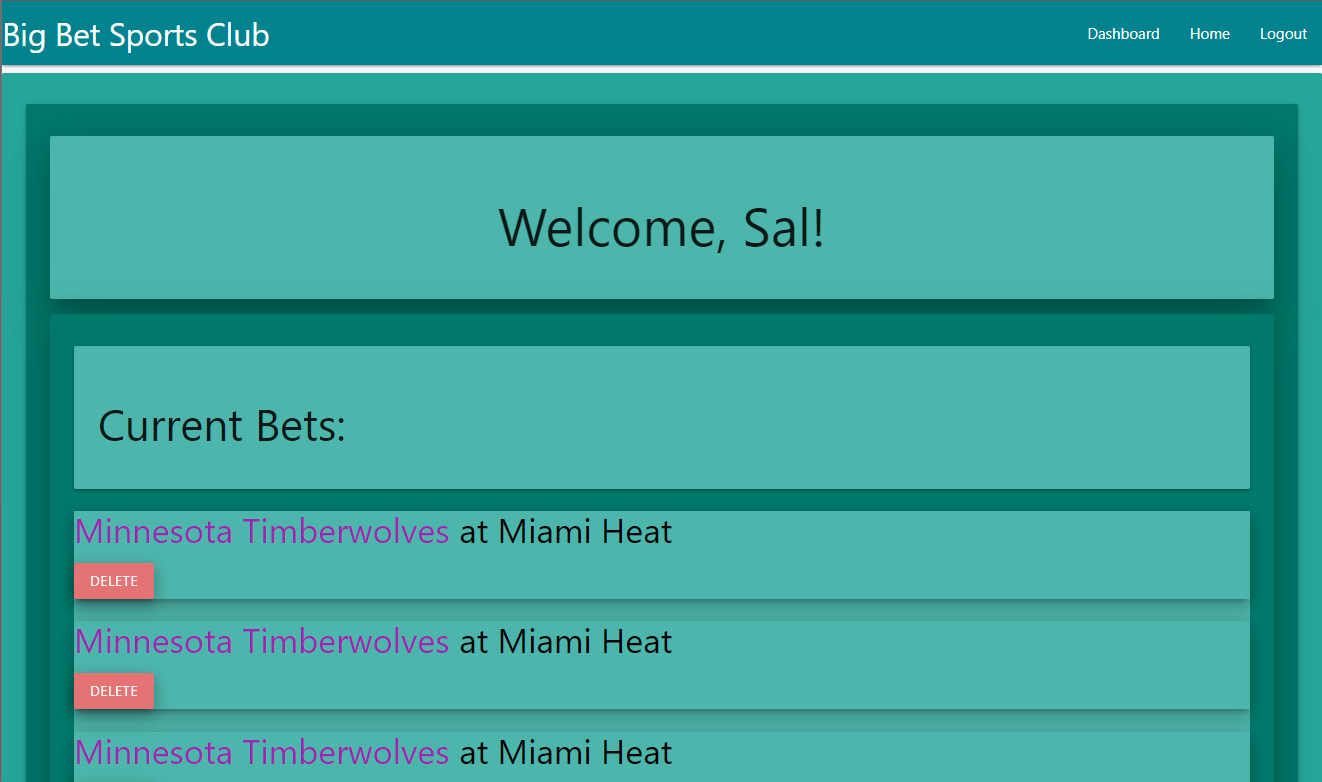 Big Bet Sports Club Dashboard Home Logout
Welcome, Sal!
Current Bets:
Minnesota Timberwolves at Miami Heat
DELETE
Minnesota Timberwolves at Miami Heat
DELETE
Minnesota Timberwolves at Miami Heat